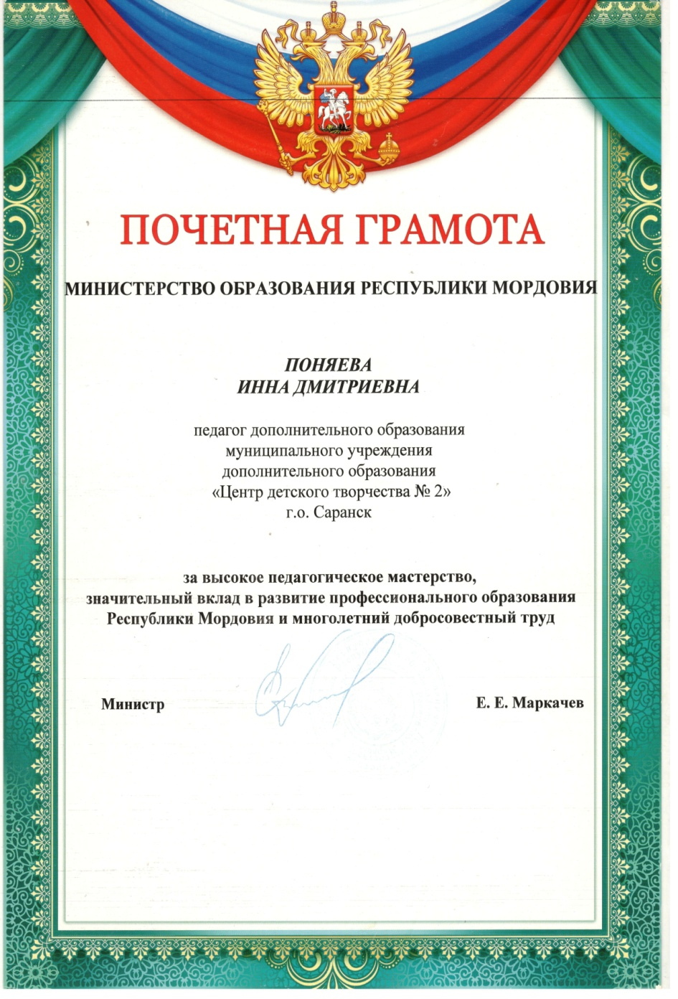 ПОЧЕТНАЯ ГРАМОТА
МИНИСТЕРСТВО ОБРАЗОВАНИЯ РЕСПУБЛИКИ МОРДОВИЯ
ПОНЯЕВА
ИННА ДМИТРИЕВНА
педагог дополнительного образования
муниципального учреждения
дополнительного образования
«Центр детского творчества № 2»
г.о. Саранск
за высокое педагогическое мастерство,
значительный вклад в развитие профессионального образования
Республики Мордовия и многолетний добросовестный труд
Министр Е. Е. Маркачев